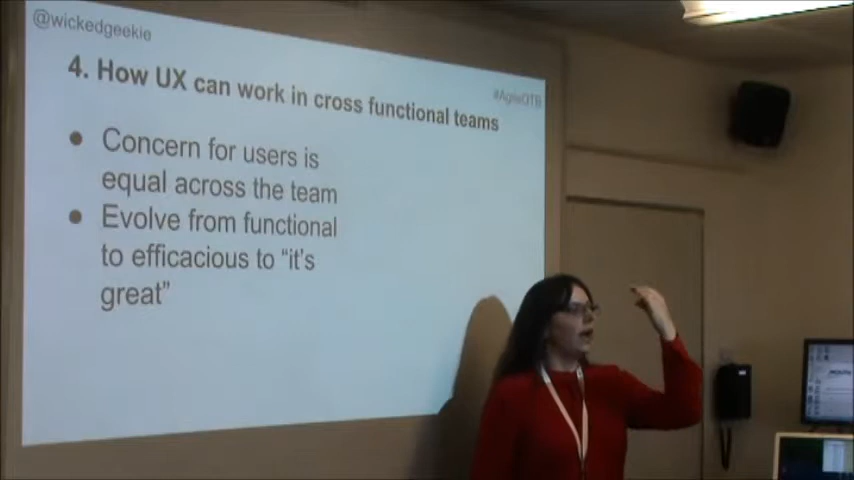 @wickedgeekie
#AgileOTB
4. How UX can work in cross functional teams
● Concern for users is
equal across the team
● Evolve from functional
to efficacious to “it's
great”